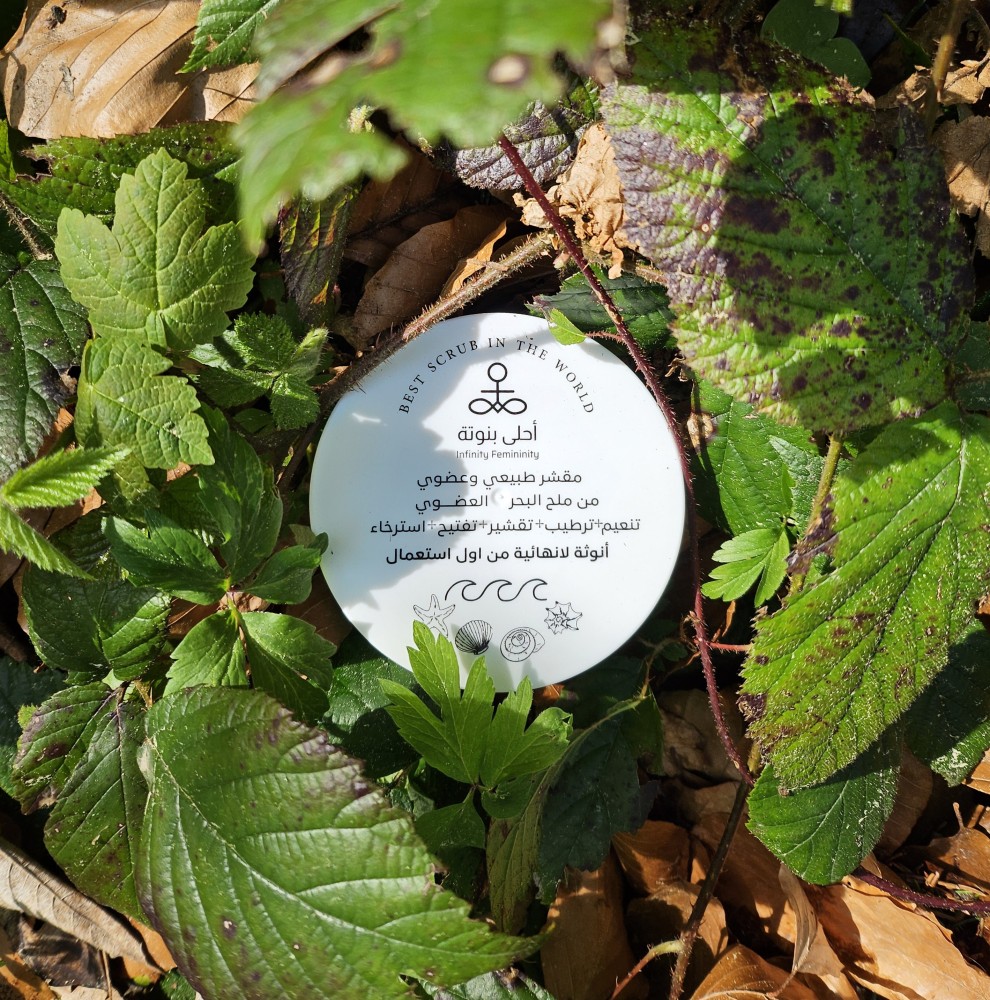 BEST SCRUB IN THE WORLD
أحلى بنوتة
Infinity Femininity
مقشر طبيعي وعضوي
من ملح البحر العضـوي
تنعيم+ترطيب+تقشير+تفتيح+استرخاء
أنوثة لانهائية من اول استعمال